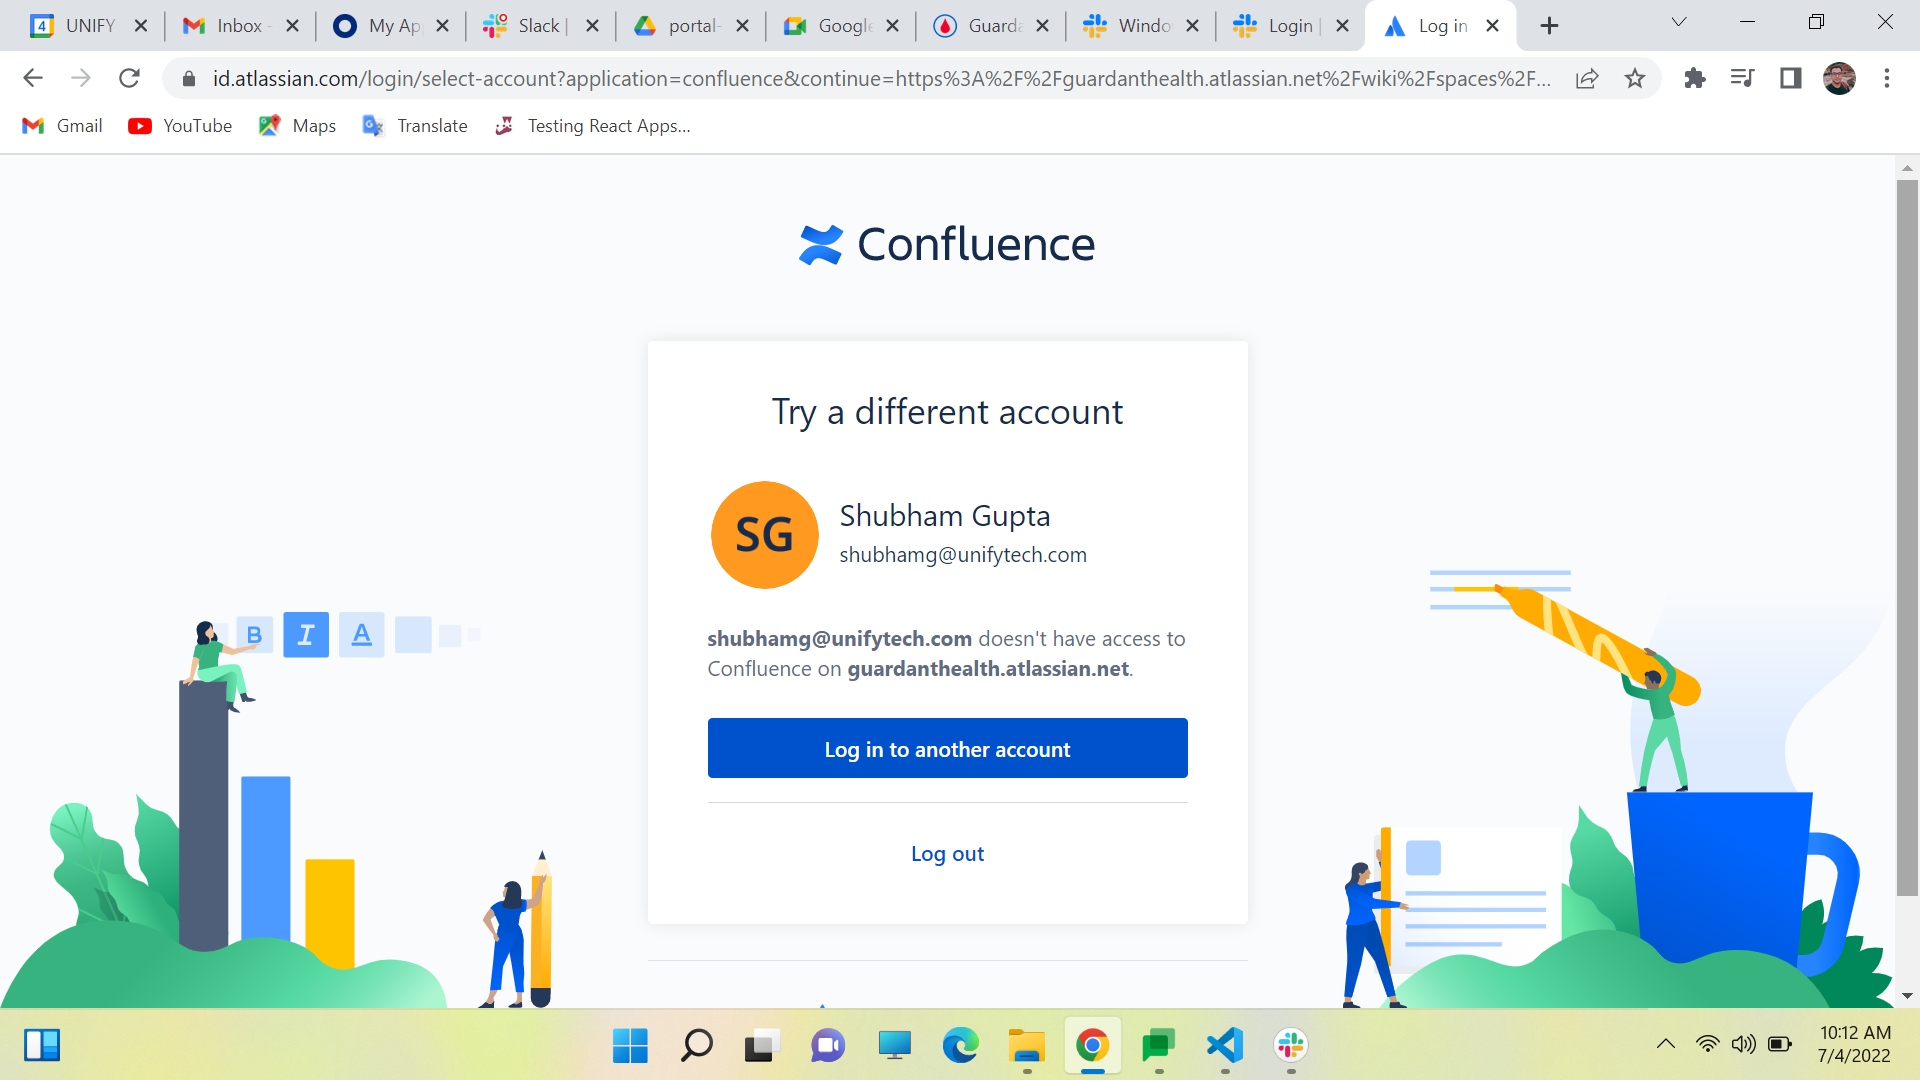 4 UNIFY
Inbox -
My Ap
Slack |
portal-
Google
Guarda
Windo
Login |
Log in
id.atlassian.com/login/select-account?application=confluence&continue=https%3A%2F%2Fguardanthealth.atlassian.net%2Fwiki%2Fspaces%2F...
Gmail
YouTube
Maps
Translate
Testing React Apps...
Confluence
Try a different account
SG
Shubham Gupta
shubhamg@unifytech.com
shubhamg@unifytech.com doesn't have access to
Confluence on guardanthealth.atlassian.net.
Log in to another account
Log out
B I A
10:12 AM
7/4/2022